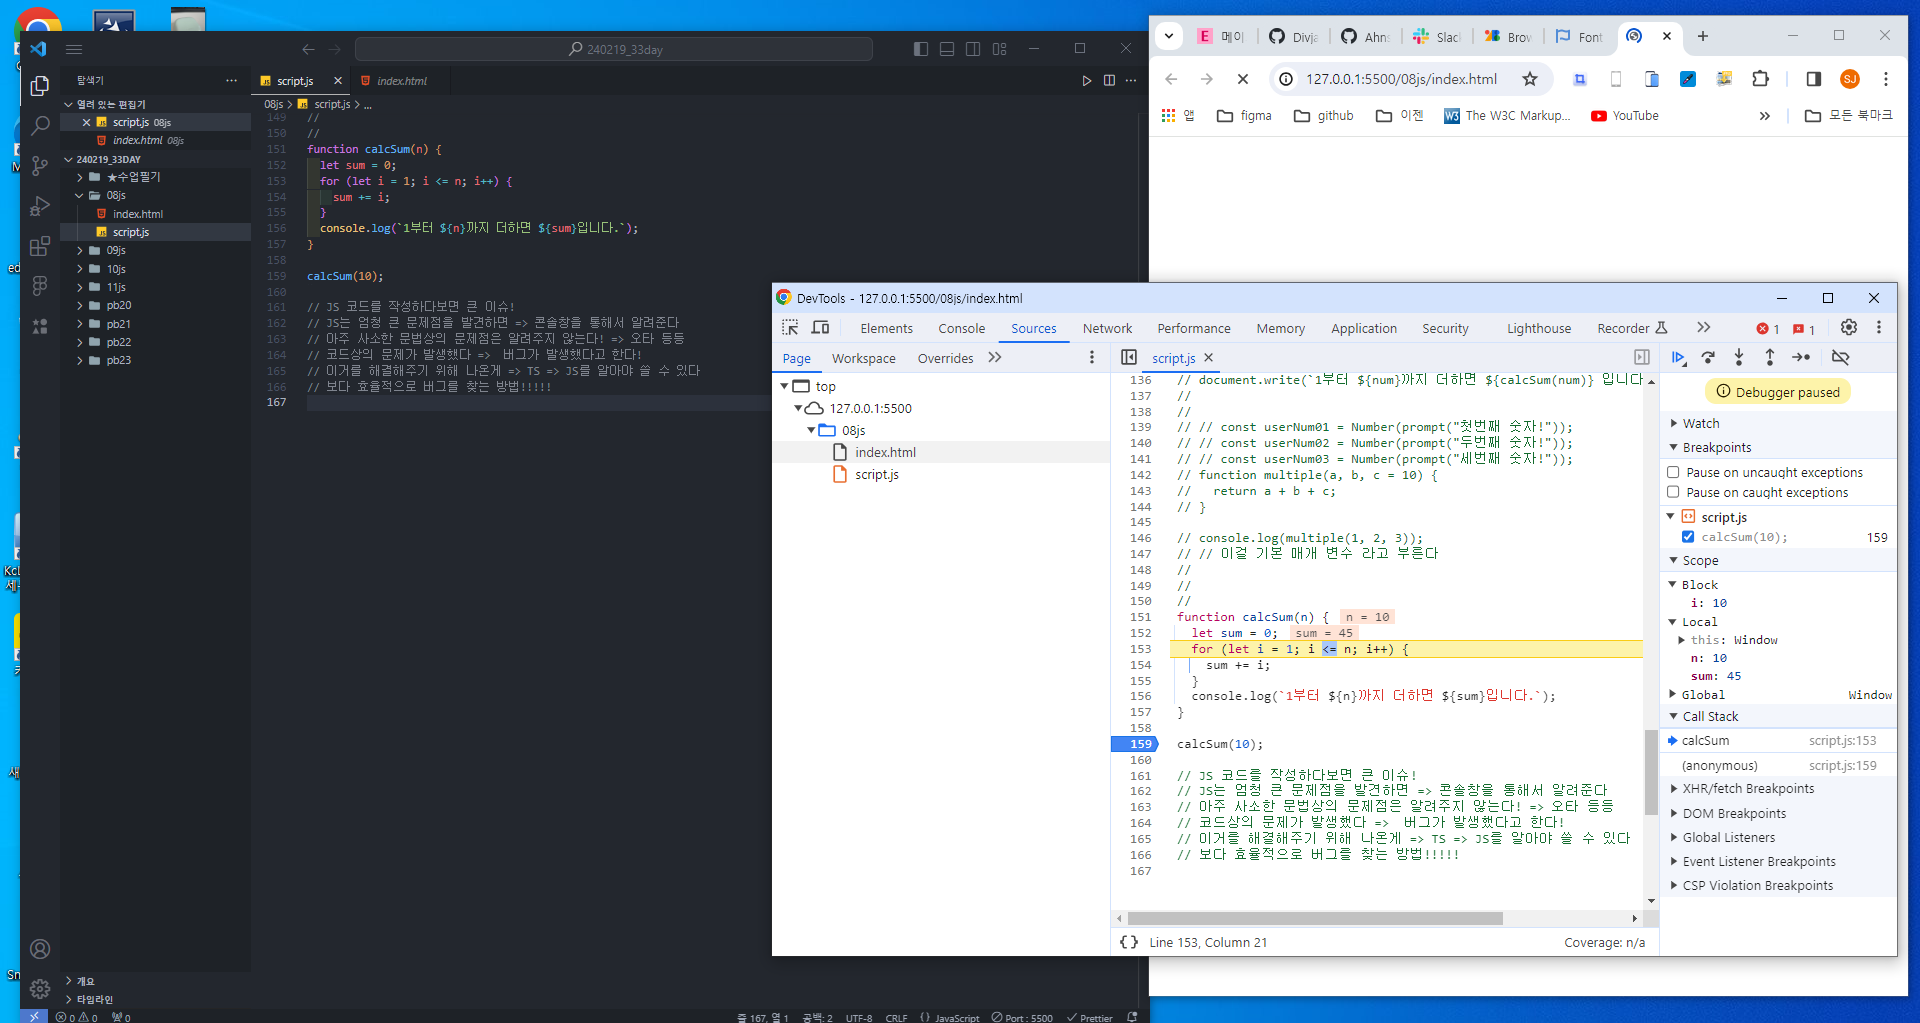 240219_33day
탐색기
열려 있는 편집기
script.js 08js
index.html 08js
240219_33DAY
★수업필기
08js
index.html
script.js
09js
10js
11js
pb20
pb21
pb22
pb23
개요
타임라인
script.js
index.html
08js > script.js > ...
149 //
150 //
151 function calcSum(n) {
152 let sum = 0;
153 for (let i = 1; i <= n; i++) {
154 sum += i;
155 }
156 console.log(`1부터 ${n}까지 더하면 ${sum}입니다.`);
157 }
158
159 calcSum(10);
160
161 // JS 코드를 작성하다보면 큰 이슈!
162 // JS는 엄청 큰 문제점을 발견하면 => 콘솔창을 통해서 알려준다
163 // 아주 사소한 문법상의 문제점은 알려주지 않는다! => 오타 등등
164 // 코드상의 문제가 발생했다 =>  버그가 발생했다고 한다!
165 // 이거를 해결해주기 위해 나온게 => TS => JS를 알아야 쓸 수 있다
166 // 보다 효율적으로 버그를 찾는 방법!!!!!
167
0 0 0
줄 167, 열 1 공백: 2 UTF-8 CRLF {} JavaScript Port : 5500 Prettier
E 메이
Divja
Ahn
Slac
Brow
Font
127.0.0.1:5500/08js/index.html
SJ
앱 figma github 이젠 The W3C Markup... YouTube
모든 북마크
DevTools - 127.0.0.1:5500/08js/index.html
Elements Console Sources Network Performance Memory Application Security Lighthouse Recorder
1 1
Page Workspace Overrides
top
127.0.0.1:5500
08js
index.html
script.js
script.js
136 // document.write(`1부터 ${num}까지 더하면 ${calcSum(num)} 입니다
137 //
138 //
139 // // const userNum01 = Number(prompt("첫번째 숫자!"));
140 // // const userNum02 = Number(prompt("두번째 숫자!"));
141 // // const userNum03 = Number(prompt("세번째 숫자!"));
142 // function multiple(a, b, c = 10) {
143 //   return a + b + c;
144 // }
145
146 // console.log(multiple(1, 2, 3));
147 // // 이걸 기본 매개 변수 라고 부른다
148 //
149 //
150 //
151 function calcSum(n) { n = 10
152 let sum = 0; sum = 45
153 for (let i = 1; i <= n; i++) {
154 sum += i;
155 }
156 console.log(`1부터 ${n}까지 더하면 ${sum}입니다.`);
157 }
158
159 calcSum(10);
160
161 // JS 코드를 작성하다보면 큰 이슈!
162 // JS는 엄청 큰 문제점을 발견하면 => 콘솔창을 통해서 알려준다
163 // 아주 사소한 문법상의 문제점은 알려주지 않는다! => 오타 등등
164 // 코드상의 문제가 발생했다 =>  버그가 발생했다고 한다!
165 // 이거를 해결해주기 위해 나온게 => TS => JS를 알아야 쓸 수 있다
166 // 보다 효율적으로 버그를 찾는 방법!!!!!
167
{} Line 153, Column 21
Coverage: n/a
Debugger paused
Watch
Breakpoints
Pause on uncaught exceptions
Pause on caught exceptions
script.js
calcSum(10); 159
Scope
Block
i: 10
Local
this: Window
n: 10
sum: 45
Global Window
Call Stack
calcSum script.js:153
(anonymous) script.js:159
XHR/fetch Breakpoints
DOM Breakpoints
Global Listeners
Event Listener Breakpoints
CSP Violation Breakpoints